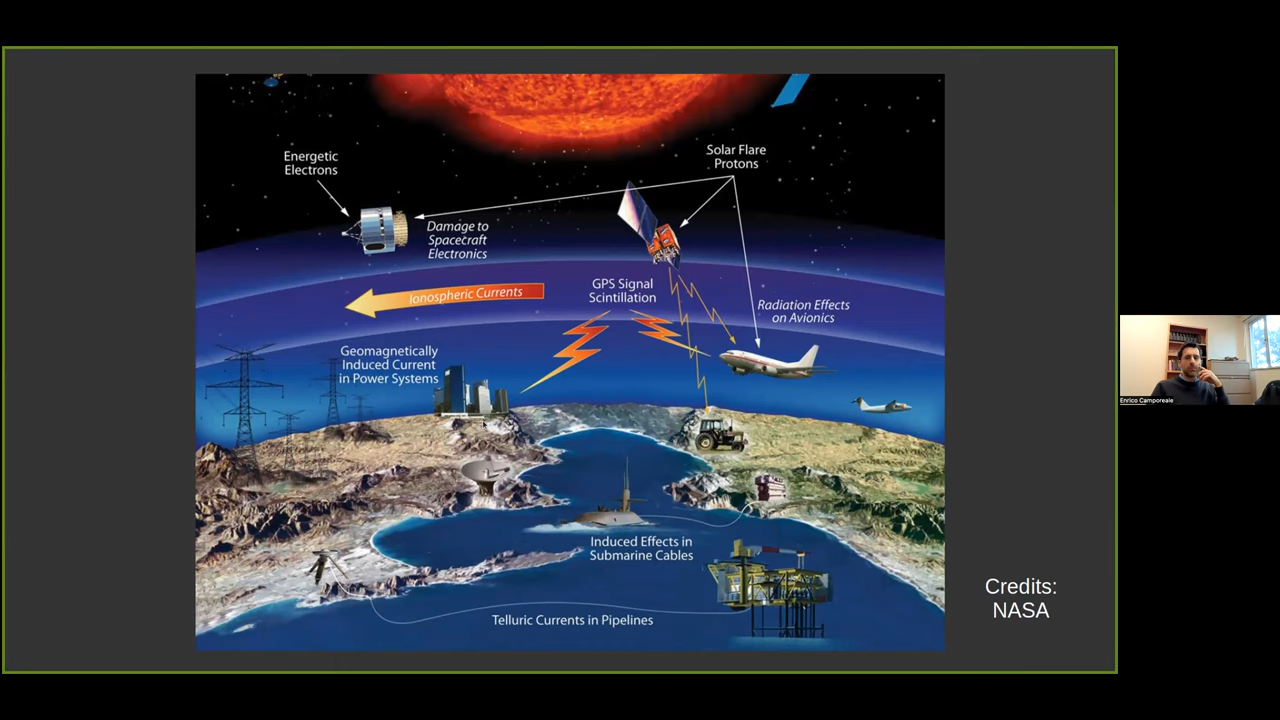 Energetic
Electrons
Solar Flare
Protons
Damage to
Spacecraft
Electronics
Ionospheric Currents
GPS Signal
Scintillation
Radiation Effects
on Avionics
Geomagnetically
Induced Current
in Power Systems
Induced Effects in
Submarine Cables
Telluric Currents in Pipelines
Credits:
NASA
Enrico Camporeale